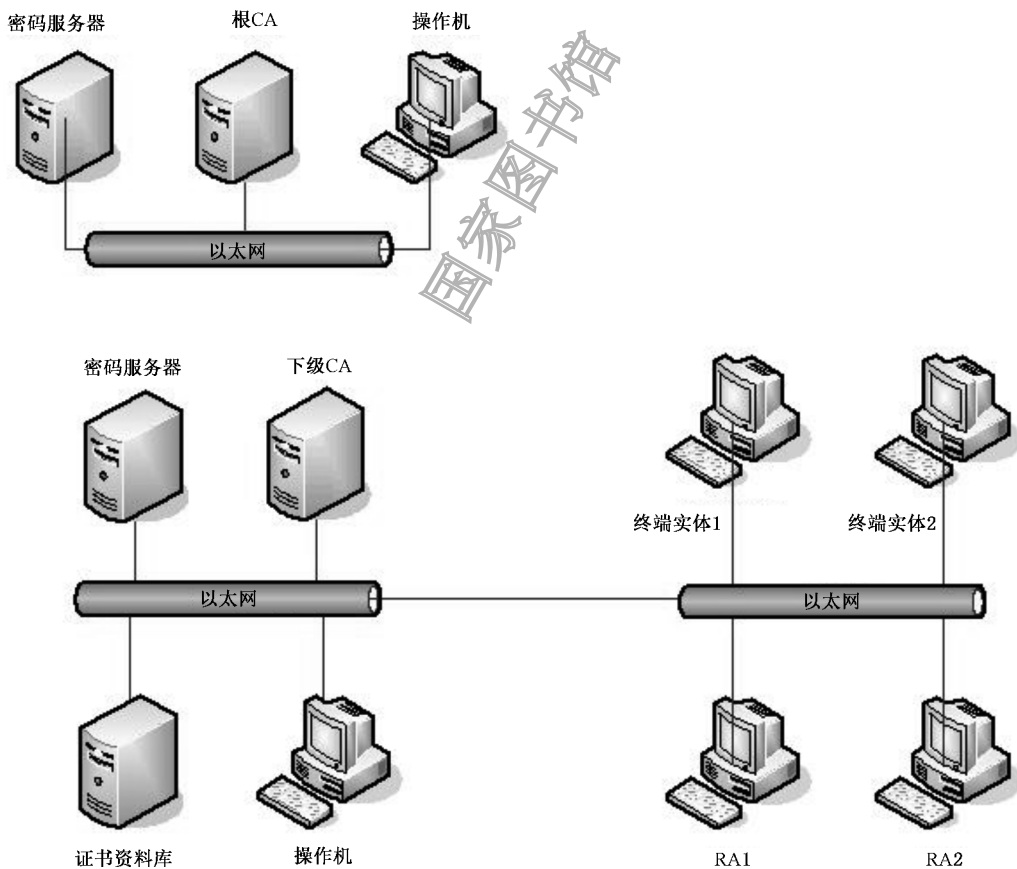 密码服务器
根CA
操作机
以太网
国家图书馆
密码服务器
下级CA
终端实体1
终端实体2
以太网
以太网
证书资料库
操作机
RA1
RA2